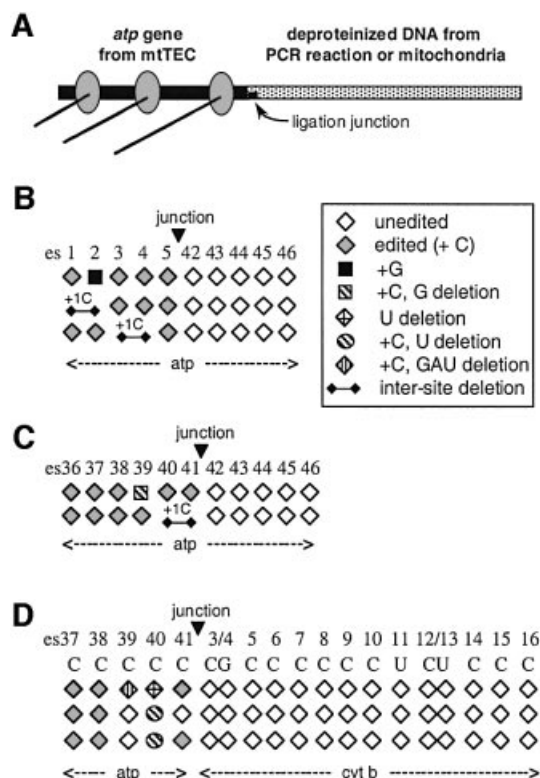 A
atp gene
from mtTEC
deproteinized DNA from
PCR reaction or mitochondria
ligation junction
B
junction
es 1 2 3 4 5 42 43 44 45 46
+1C
+1C
<--------- atp --------->
unedited
edited (+ C)
+G
+C, G deletion
U deletion
+C, U deletion
+C, GAU deletion
inter-site deletion
C
junction
es36 37 38 39 40 41 42 43 44 45 46
+1C
<--------- atp --------->
D
junction
es37 38 39 40 41 3/4 5 6 7 8 9 10 11 12/13 14 15 16
C C C C C CG C C C C C C U CU C C C
<----- atp -----> <--------- cyt b --------->